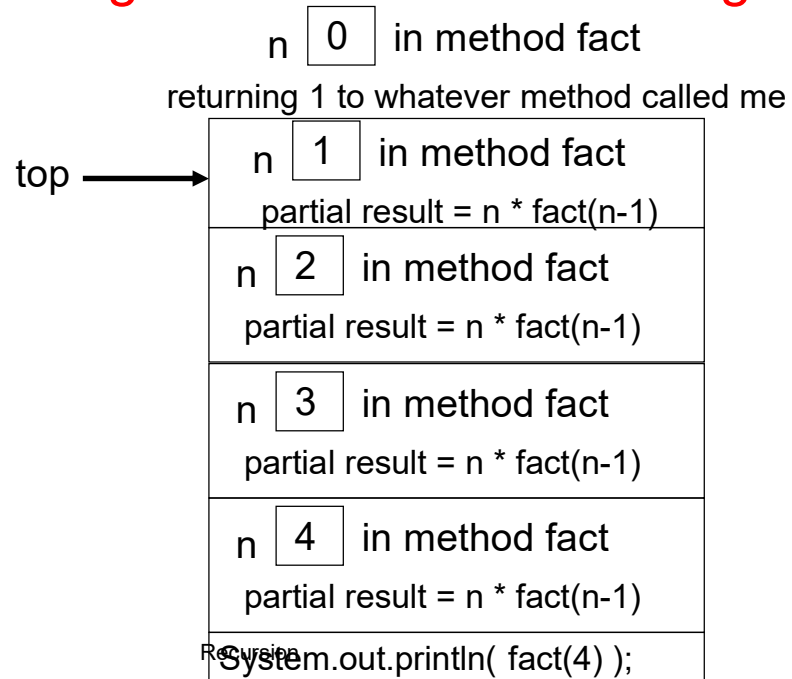 n 0 in method fact
returning 1 to whatever method called me
top
n 1 in method fact
partial result = n * fact(n-1)
n 2 in method fact
partial result = n * fact(n-1)
n 3 in method fact
partial result = n * fact(n-1)
n 4 in method fact
partial result = n * fact(n-1)
Recursion
System.out.println( fact(4) );